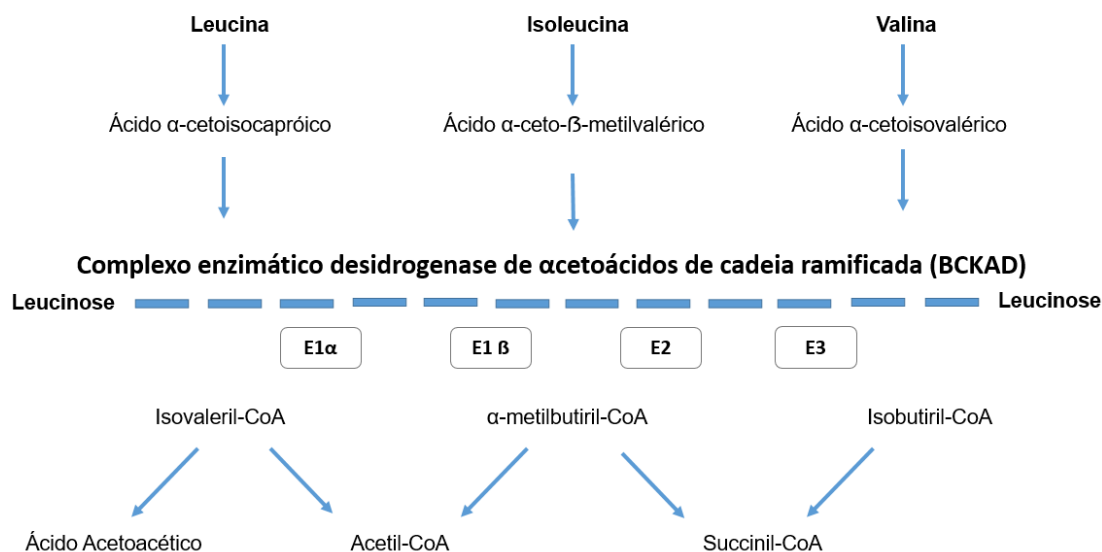 Leucina
Isoleucina
Valina
Ácido α-cetoisocapróico
Ácido α-ceto-ß-metilvalérico
Ácido α-cetoisovalérico
Complexo enzimático desidrogenase de αcetoácidos de cadeia ramificada (BCKAD)
Leucinose
Leucinose
E1α
E1 ß
E2
E3
Isovaleril-CoA
α-metilbutiril-CoA
Isobutiril-CoA
Ácido Acetoacético
Acetil-CoA
Succinil-CoA